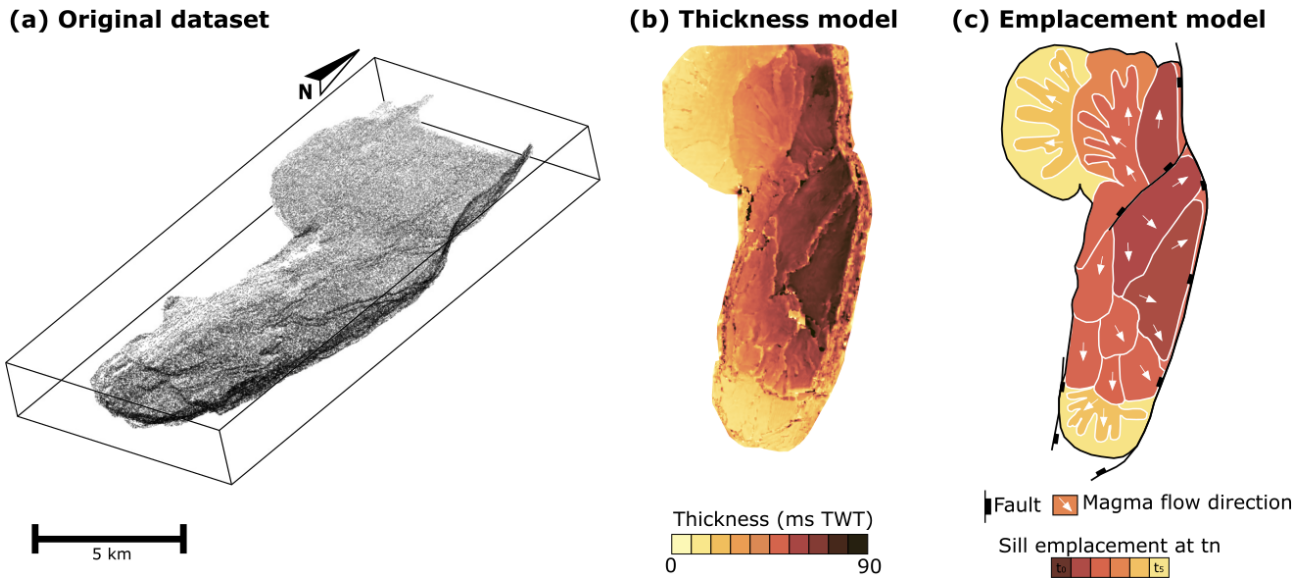 (a) Original dataset
(b) Thickness model
(c) Emplacement model
N
5 km
Thickness (ms TWT)
0 90
Fault
Magma flow direction
Sill emplacement at tn
t₀ t₅